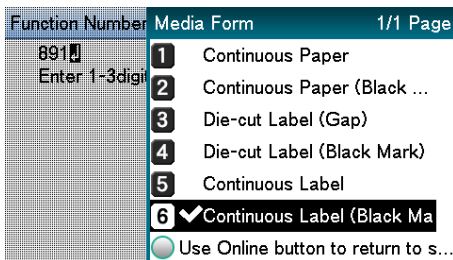 Function Number
Media Form 1/1 Page
891
Enter 1-3digi
1 Continuous Paper
2 Continuous Paper (Black ...
3 Die-cut Label (Gap)
4 Die-cut Label (Black Mark)
5 Continuous Label
6 ✔Continuous Label (Black Ma
Use Online button to return to s...